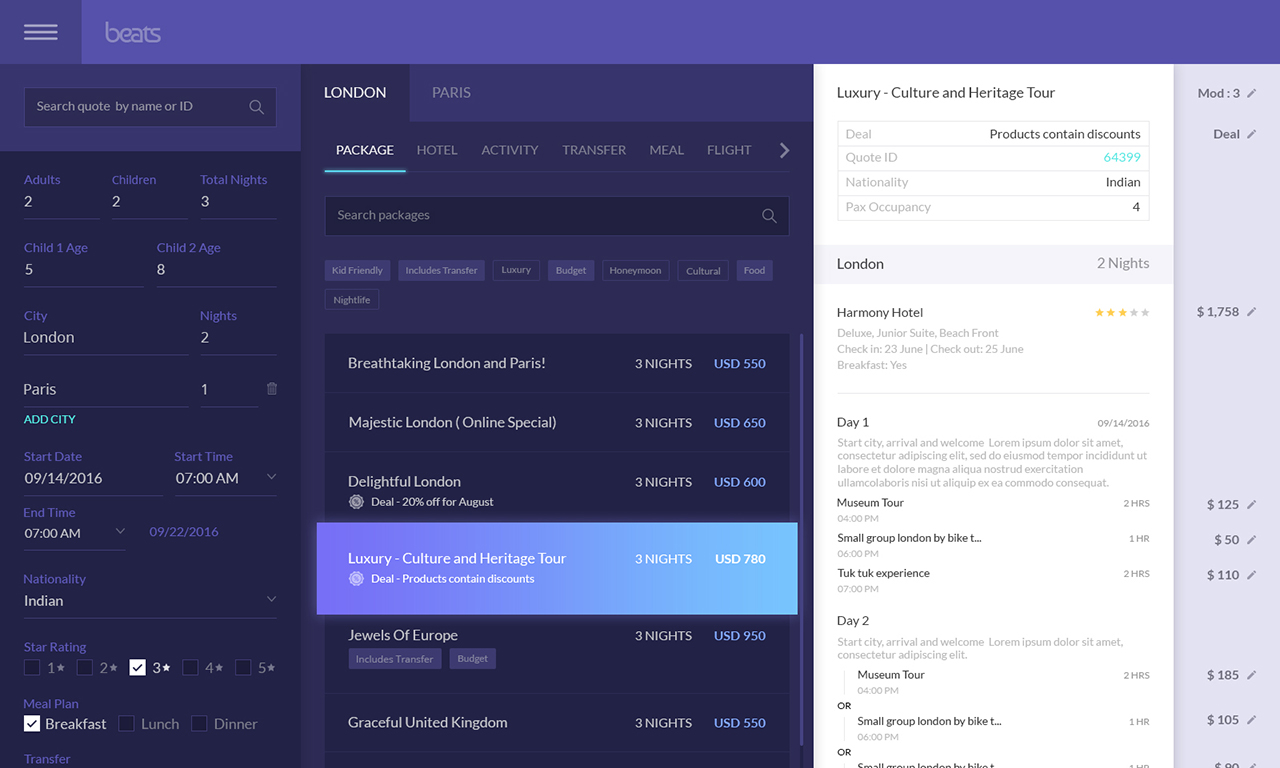 beats
Search quote by name or ID
Adults Children Total Nights
2 2 3
Child 1 Age Child 2 Age
5 8
City Nights
London 2
Paris 1
ADD CITY
Start Date Start Time
09/14/2016 07:00 AM
End Time
07:00 AM 09/22/2016
Nationality
Indian
Star Rating
1★ 2★ 3★ 4★ 5★
Meal Plan
Breakfast Lunch Dinner
Transfer
LONDON PARIS
PACKAGE HOTEL ACTIVITY TRANSFER MEAL FLIGHT
Search packages
Kid Friendly Includes Transfer Luxury Budget Honeymoon Cultural Food
Nightlife
Breathtaking London and Paris! 3 NIGHTS USD 550
Majestic London ( Online Special) 3 NIGHTS USD 650
Delightful London 3 NIGHTS USD 600
Deal - 20% off for August
Luxury - Culture and Heritage Tour 3 NIGHTS USD 780
Deal - Products contain discounts
Jewels Of Europe 3 NIGHTS USD 950
Includes Transfer Budget
Graceful United Kingdom 3 NIGHTS USD 550
Luxury - Culture and Heritage Tour Mod : 3
Deal Products contain discounts Deal
Quote ID 64399
Nationality Indian
Pax Occupancy 4
London 2 Nights
Harmony Hotel $ 1,758
Deluxe, Junior Suite, Beach Front
Check in: 23 June | Check out: 25 June
Breakfast: Yes
Day 1 09/14/2016
Start city, arrival and welcome Lorem ipsum dolor sit amet,
consectetur adipiscing elit, sed do eiusmod tempor incididunt ut
labore et dolore magna aliqua nostrud exercitation
ullamcolaboris nisi ut aliquip ex ea commodo consequat.
Museum Tour 2 HRS $ 125
04:00 PM
Small group london by bike t... 1 HR $ 50
06:00 PM
Tuk tuk experience 2 HRS $ 110
07:00 PM
Day 2
Start city, arrival and welcome Lorem ipsum dolor sit amet,
consectetur adipiscing elit.
Museum Tour 2 HRS $ 185
04:00 PM
OR
Small group london by bike t... 1 HR $ 105
06:00 PM
OR
Small group london by bike t... 1 HR $ 90